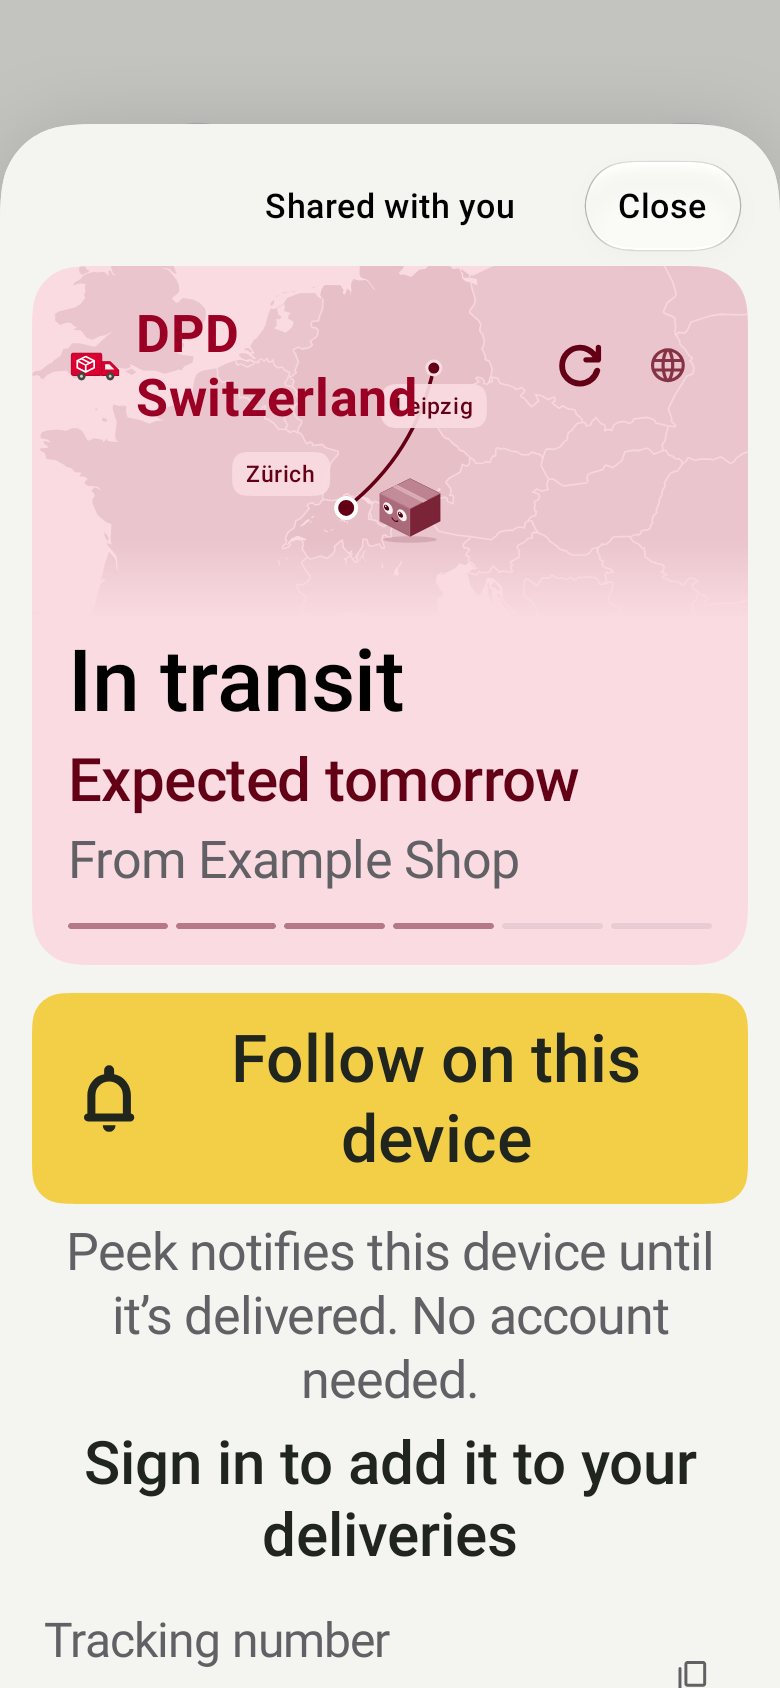 Shared with you
Close
DPD
Switzerland
Zürich
In transit
Expected tomorrow
From Example Shop
Follow on this
device
Peek notifies this device until
it’s delivered. No account
needed.
Sign in to add it to your
deliveries
Tracking number